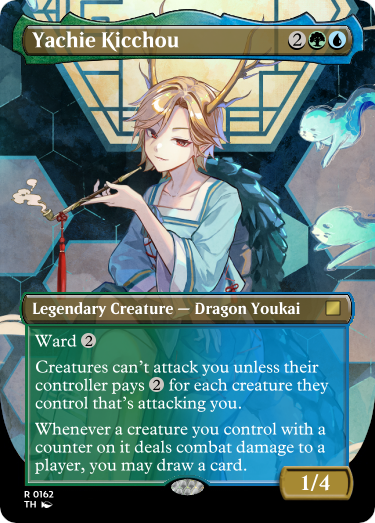 Yachie Kicchou 2
Legendary Creature — Dragon Youkai
Ward 2
Creatures can't attack you unless their
controller pays 2 for each creature they
control that's attacking you.
Whenever a creature you control with a
counter on it deals combat damage to a
player, you may draw a card.
1/4
R 0162
TH